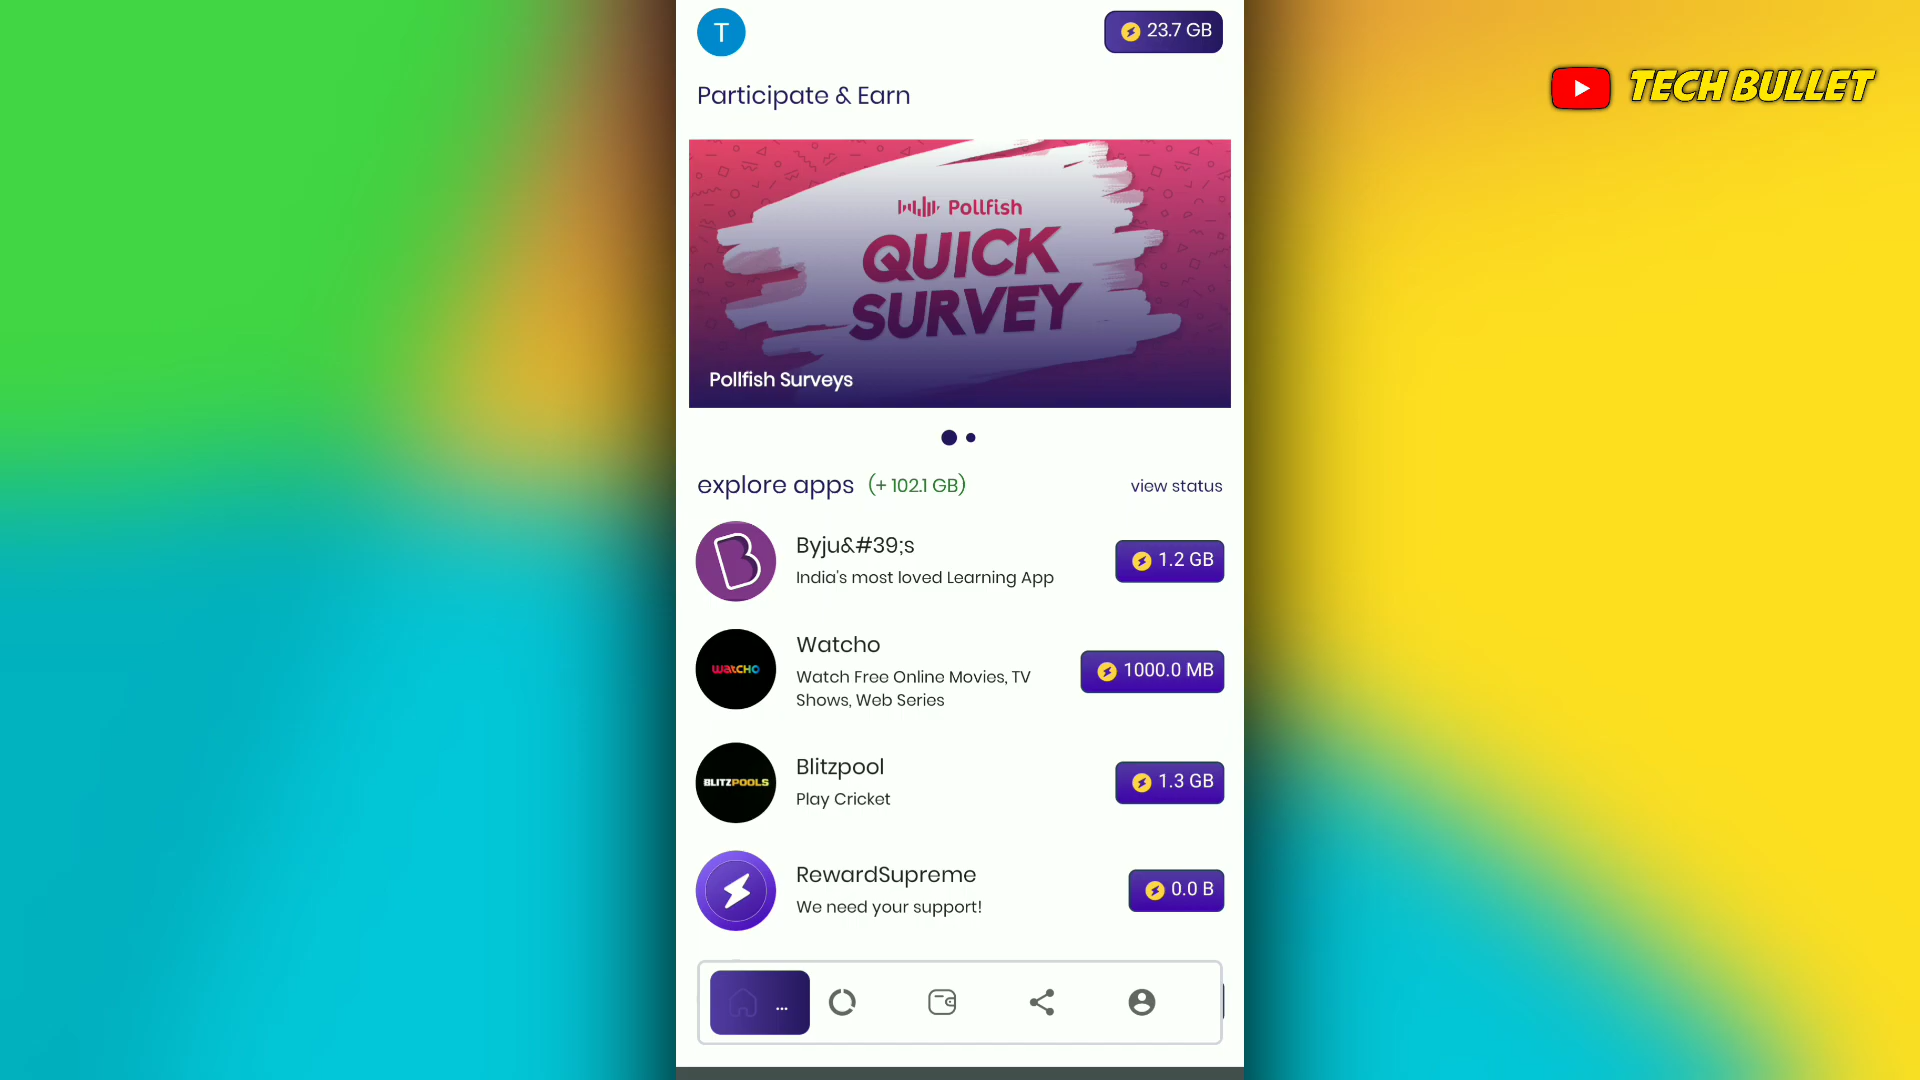 T
23.7 GB
TECH BULLET
Participate & Earn
Pollfish
QUICK
SURVEY
Pollfish Surveys
explore apps (+ 102.1 GB) view status
Byju&#39;s
India's most loved Learning App
1.2 GB
Watcho
Watch Free Online Movies, TV
Shows, Web Series
WATCHO
1000.0 MB
Blitzpool
Play Cricket
BLITZPOOLS
1.3 GB
RewardSupreme
We need your support!
0.0 B
...